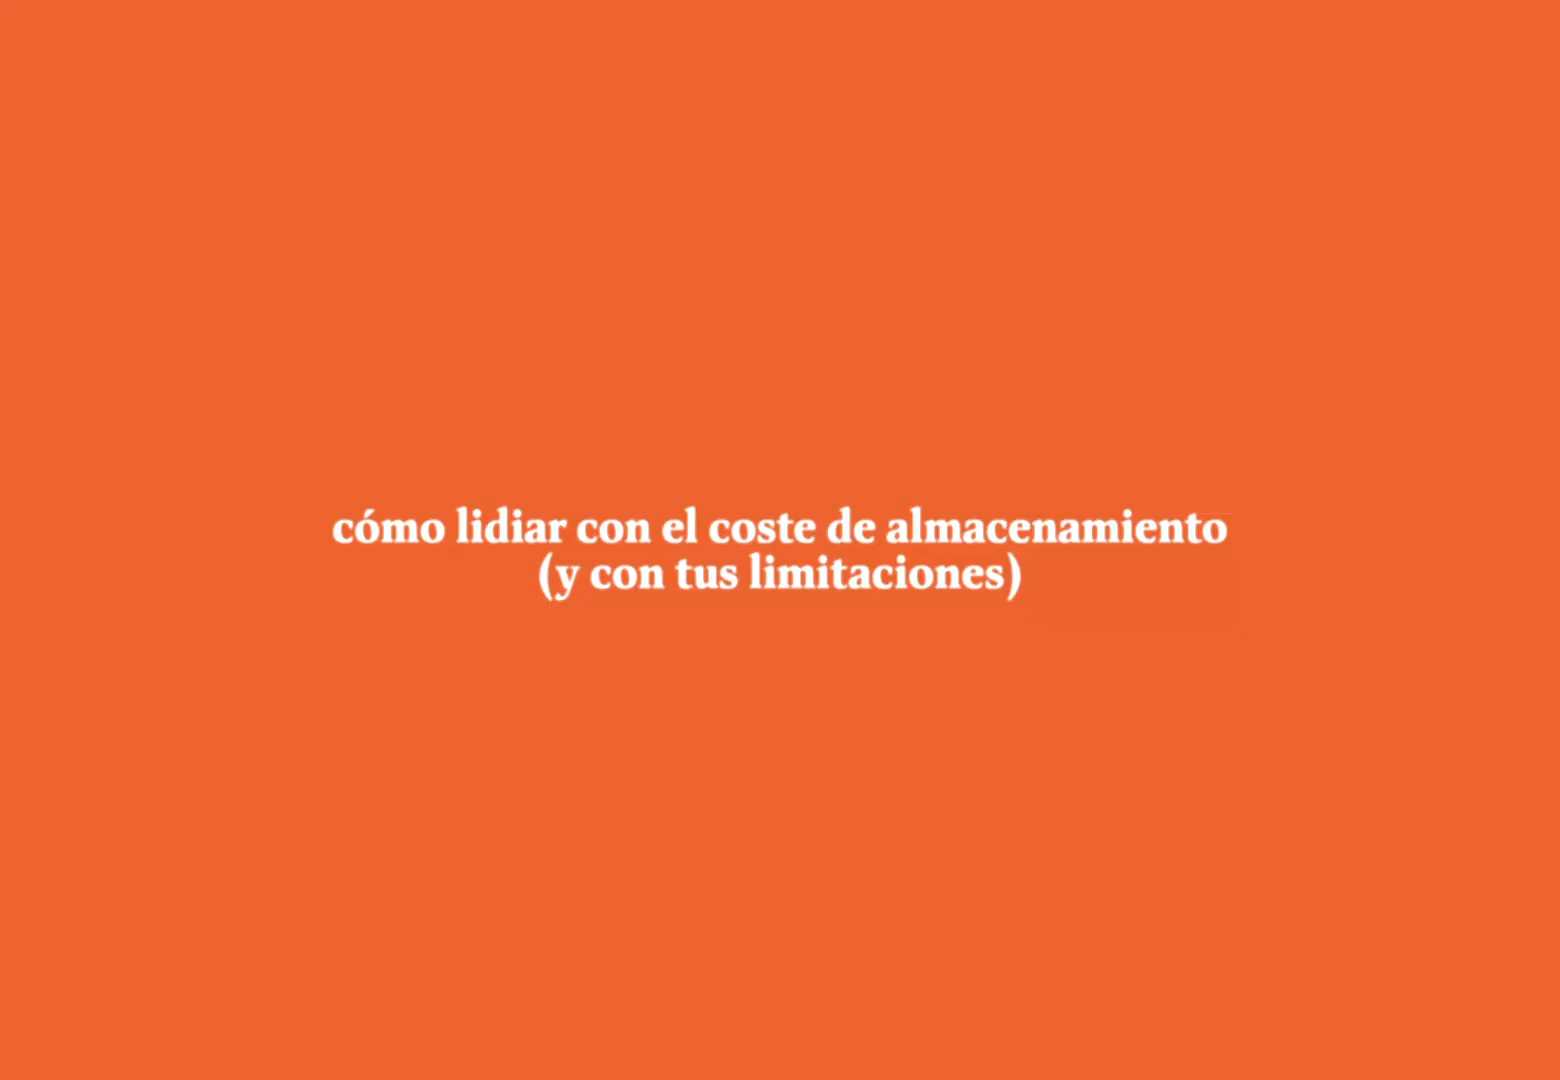 cómo lidiar con el coste de almacenamiento
(y con tus limitaciones)